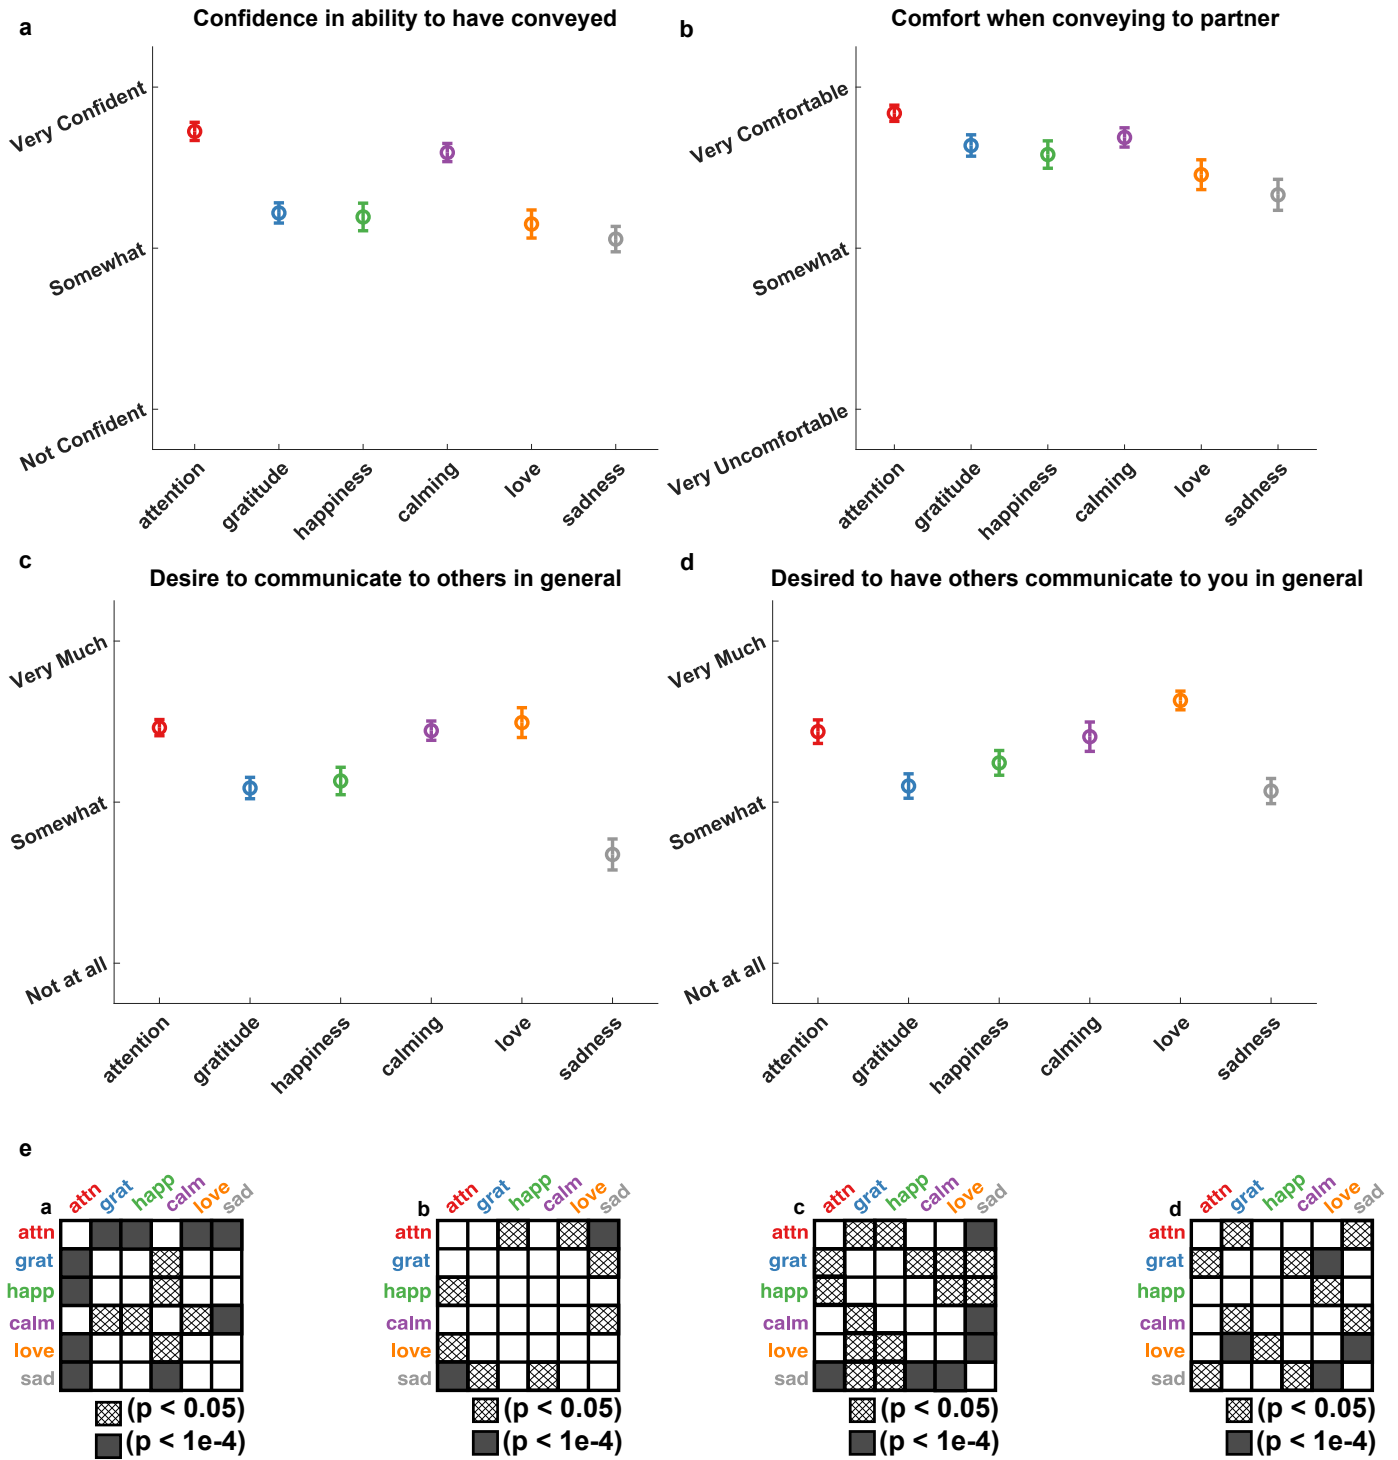 a
Confidence in ability to have conveyed
Very Confident
Somewhat
Not Confident
attention
gratitude
happiness
calming
love
sadness
b
Comfort when conveying to partner
Very Comfortable
Somewhat
Very Uncomfortable
attention
gratitude
happiness
calming
love
sadness
c
Desire to communicate to others in general
Very Much
Somewhat
Not at all
attention
gratitude
happiness
calming
love
sadness
d
Desired to have others communicate to you in general
Very Much
Somewhat
Not at all
attention
gratitude
happiness
calming
love
sadness
e
a
attn grat happ calm love sad
attn
grat
happ
calm
love
sad
(p < 0.05)
(p < 1e-4)
b
attn grat happ calm love sad
attn
grat
happ
calm
love
sad
(p < 0.05)
(p < 1e-4)
c
attn grat happ calm love sad
attn
grat
happ
calm
love
sad
(p < 0.05)
(p < 1e-4)
d
attn grat happ calm love sad
attn
grat
happ
calm
love
sad
(p < 0.05)
(p < 1e-4)